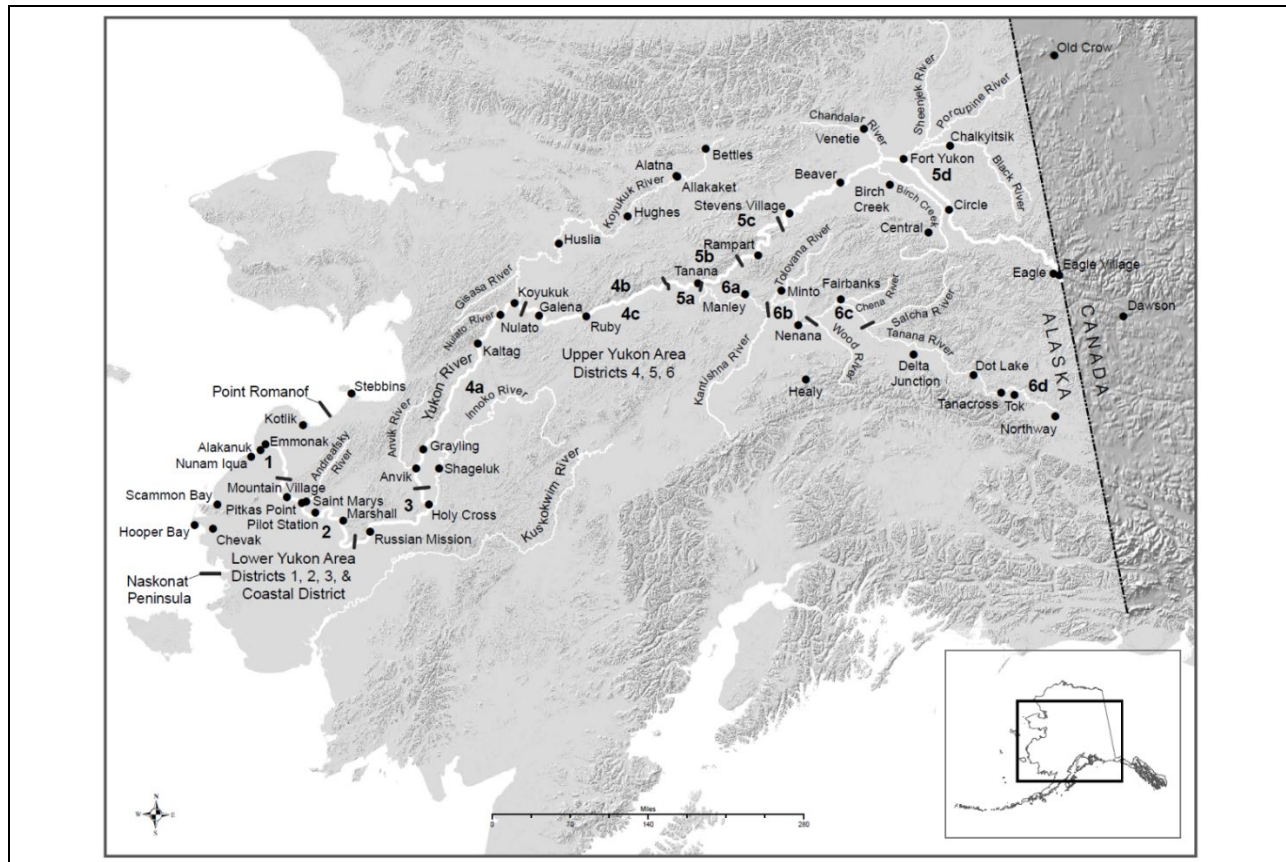 Old Crow
Sheenjek River
Porcupine River
Chandalar
River
Venetie
Chalkyitsik
Fort Yukon
5d
Black River
Bettles
Alatna
Allakaket
Koyukuk River
Hughes
Huslia
Beaver
Birch
Creek
Birch Creek
Circle
Central
Stevens Village
5c
Rampart
5b
Tanana
Tolovana River
Eagle
Eagle Village
Dawson
ALASKA
CANADA
Gisasa River
Koyukuk
4b
5a
6a
Manley
Minto
Fairbanks
Chena River
6c
Salcha River
Nulato River
Nulato
Galena
4c
Ruby
6b
Nenana
Wood River
Tanana River
Kaltag
Upper Yukon Area
Districts 4, 5, 6
Kantishna River
Healy
Delta
Junction
Dot Lake
6d
Tanacross
Tok
Northway
Yukon River
4a
Innoko River
Point Romanof
Stebbins
Kotlik
Anvik River
Andreafsky
River
Alakanuk
Emmonak
Nunam Iqua
1
Grayling
Anvik
Shageluk
Mountain Village
Scammon Bay
Saint Marys
Pitkas Point
Marshall
3
Holy Cross
Hooper Bay
Pilot Station
2
Chevak
Russian Mission
Kuskokwim River
Lower Yukon Area
Districts 1, 2, 3, &
Coastal District
Naskonat
Peninsula
N
W
E
S
Miles
0
70
140
280